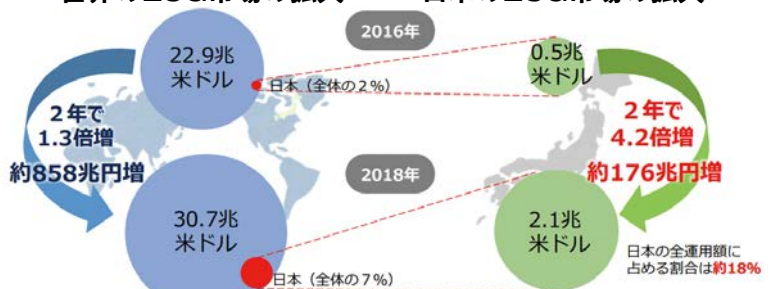 2016年
22.9兆
米ドル
日本（全体の２％）
２年で
1.3倍増
約858兆円増
0.5兆
米ドル
２年で
4.2倍増
約176兆円増
2018年
30.7兆
米ドル
日本（全体の７％）
2.1兆
米ドル
日本の全運用額に
占める割合は約18%